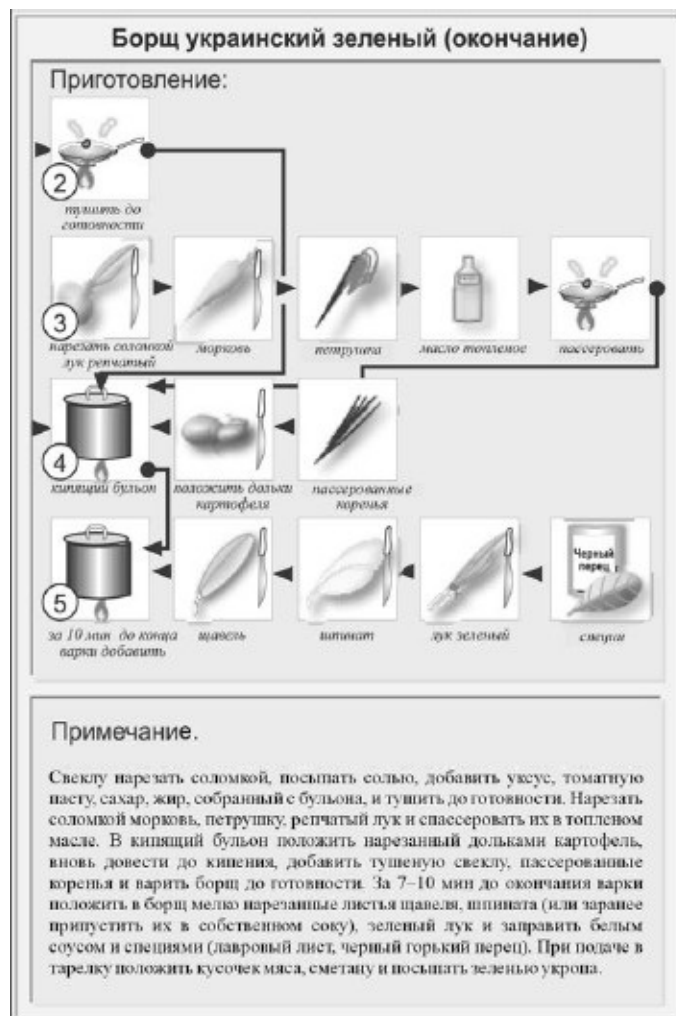 Борщ украинский зеленый (окончание)
Приготовление:
2
тушить до
готовности
3
нарезать соломкой
лук репчатый
морковь
петрушка
масло топленое
пассеровать
4
кипящий бульон
положить дольки
картофеля
пассерованные
коренья
Черный
перец
5
за 10 мин до конца
варки добавить
щавель
шпинат
лук зеленый
специи
Примечание.
Свеклу нарезать соломкой, посыпать солью, добавить уксус, томатную
пасту, сахар, жир, собранный с бульона, и тушить до готовности. Нарезать
соломкой морковь, петрушку, репчатый лук и спассеровать их в топленом
масле. В кипящий бульон положить нарезанный дольками картофель,
вновь довести до кипения, добавить тушеную свеклу, пассерованные
коренья и варить борщ до готовности. За 7–10 мин до окончания варки
положить в борщ мелко нарезанные листья щавеля, шпината (или заранее
припустить их в собственном соку), зеленый лук и заправить белым
соусом и специями (лавровый лист, черный горький перец). При подаче в
тарелку положить кусочек мяса, сметану и посыпать зеленью укропа.